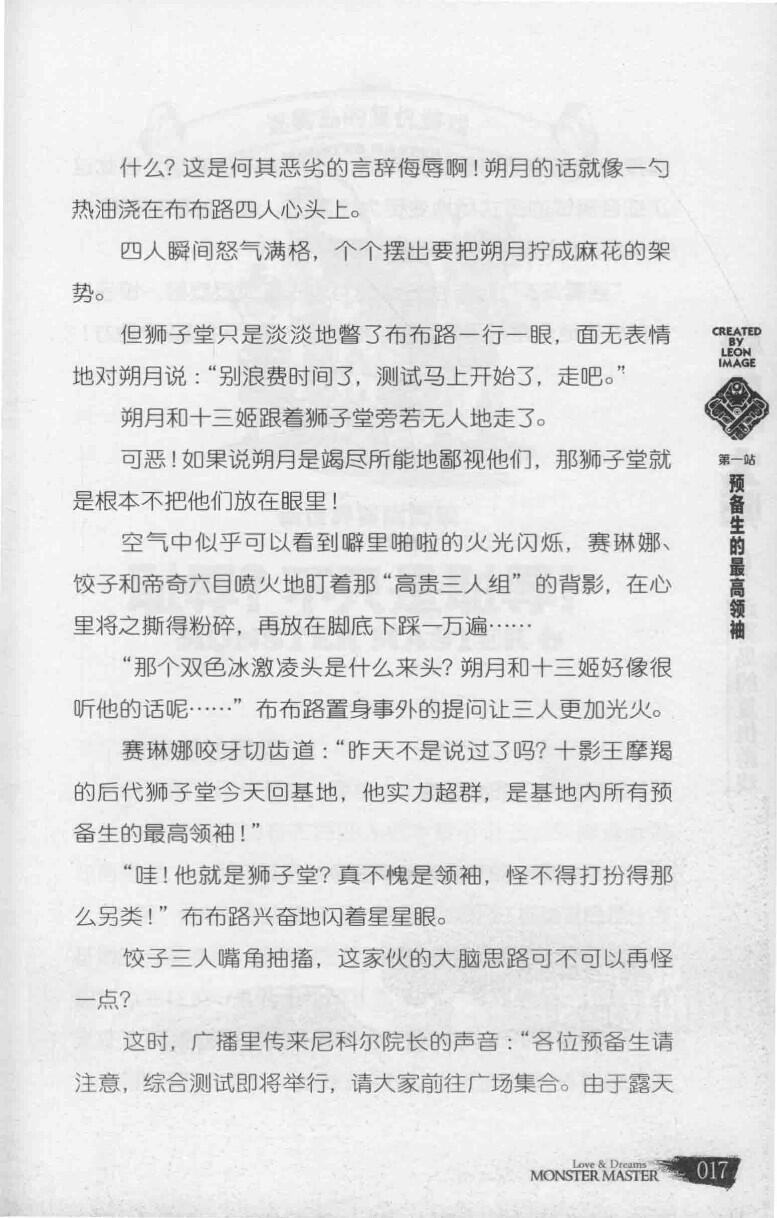 什么？这是何其恶劣的言辞侮辱啊！朔月的话就像一勺
热油浇在布布路四人心头上。
四人瞬间怒气满格，个个摆出要把朔月拧成麻花的架
势。
但狮子堂只是淡淡地瞥了布布路一行一眼，面无表情
地对朔月说：“别浪费时间了，测试马上开始了，走吧。”
朔月和十三姬跟着狮子堂旁若无人地走了。
可恶！如果说朔月是竭尽所能地鄙视他们，那狮子堂就
是根本不把他们放在眼里！
空气中似乎可以看到噼里啪啦的火光闪烁，赛琳娜、
饺子和帝奇六目喷火地盯着那“高贵三人组”的背影，在心
里将之撕得粉碎，再放在脚底下踩一万遍……
“那个双色冰激凌头是什么来头？朔月和十三姬好像很
听他的话呢……”布布路置身事外的提问让三人更加光火。
赛琳娜咬牙切齿道：“昨天不是说过了吗？十影王摩羯
的后代狮子堂今天回基地，他实力超群，是基地内所有预
备生的最高领袖！”
“哇！他就是狮子堂？真不愧是领袖，怪不得打扮得那
么另类！”布布路兴奋地闪着星星眼。
饺子三人嘴角抽搐，这家伙的大脑思路可不可以再怪
一点？
这时，广播里传来尼科尔院长的声音：“各位预备生请
注意，综合测试即将举行，请大家前往广场集合。由于露天
CREATED
BY
LEON
IMAGE
第一站
预备生的最高领袖
Love & Dreams
MONSTER MASTER
017